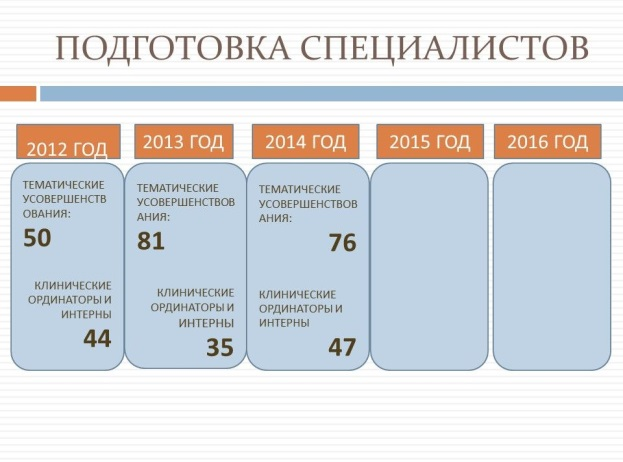 ПОДГОТОВКА СПЕЦИАЛИСТОВ
2012 ГОД
2013 ГОД
2014 ГОД
2015 ГОД
2016 ГОД
ТЕМАТИЧЕСКИЕ
УСОВЕРШЕНСТВ
ОВАНИЯ:
50
КЛИНИЧЕСКИЕ
ОРДИНАТОРЫ И
ИНТЕРНЫ
44
ТЕМАТИЧЕСКИЕ
УСОВЕРШЕНСТВОВ
АНИЯ:
81
КЛИНИЧЕСКИЕ
ОРДИНАТОРЫ И
ИНТЕРНЫ
35
ТЕМАТИЧЕСКИЕ
УСОВЕРШЕНСТВОВ
АНИЯ:
76
КЛИНИЧЕСКИЕ
ОРДИНАТОРЫ И
ИНТЕРНЫ
47